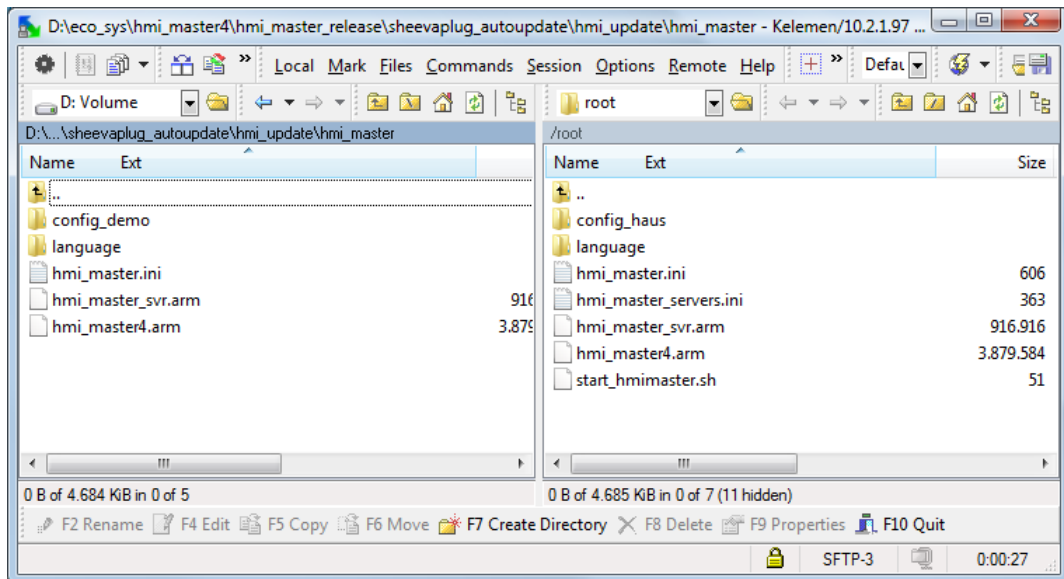 D:\eco_sys\hmi_master4\hmi_master_release\sheevaplug_autoupdate\hmi_update\hmi_master - Kelemen/10.2.1.97 ...
Local Mark Files Commands Session Options Remote Help » Defau
D: Volume root
D:\...\sheevaplug_autoupdate\hmi_update\hmi_master /root
Name Ext Name Ext Size
.. ..
config_demo config_haus
language language
hmi_master.ini hmi_master.ini 606
hmi_master_svr.arm 916 hmi_master_servers.ini 363
hmi_master4.arm 3.879 hmi_master_svr.arm 916.916
hmi_master4.arm 3.879.584
start_hmimaster.sh 51
0 B of 4.684 KiB in 0 of 5 0 B of 4.685 KiB in 0 of 7 (11 hidden)
F2 Rename F4 Edit F5 Copy F6 Move F7 Create Directory F8 Delete F9 Properties F10 Quit
SFTP-3 0:00:27